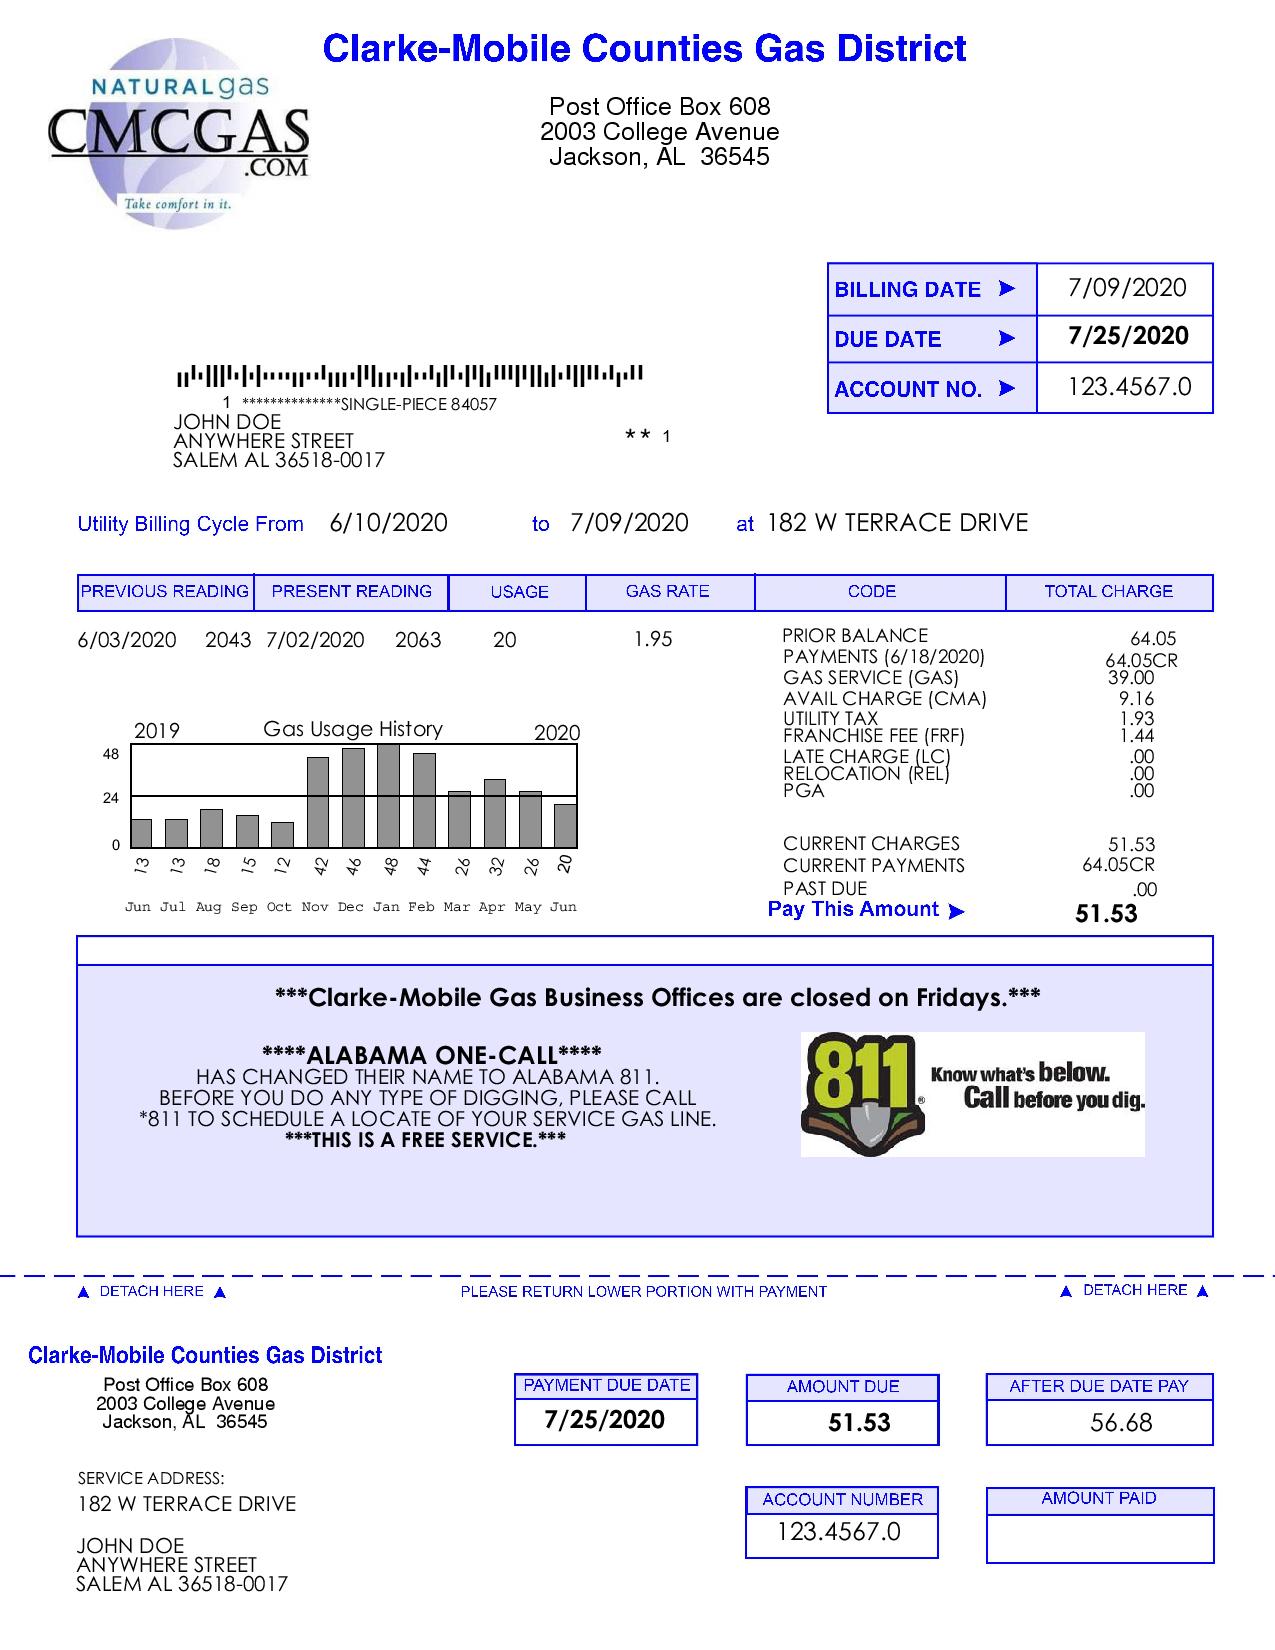 Clarke-Mobile Counties Gas District
NATURALgas
CMCGAS
.COM
Take comfort in it.
Post Office Box 608
2003 College Avenue
Jackson, AL 36545
BILLING DATE ➤ 7/09/2020
DUE DATE ➤ 7/25/2020
ACCOUNT NO. ➤ 123.4567.0
1 **************SINGLE-PIECE 84057
JOHN DOE
ANYWHERE STREET
SALEM AL 36518-0017
** 1
Utility Billing Cycle From 6/10/2020 to 7/09/2020 at 182 W TERRACE DRIVE
PREVIOUS READING PRESENT READING USAGE GAS RATE CODE TOTAL CHARGE
6/03/2020 2043 7/02/2020 2063 20 1.95
PRIOR BALANCE 64.05
PAYMENTS (6/18/2020) 64.05CR
GAS SERVICE (GAS) 39.00
AVAIL CHARGE (CMA) 9.16
UTILITY TAX 1.93
FRANCHISE FEE (FRF) 1.44
LATE CHARGE (LC) .00
RELOCATION (REL) .00
PGA .00
CURRENT CHARGES 51.53
CURRENT PAYMENTS 64.05CR
PAST DUE .00
Pay This Amount ➤ 51.53
2019 Gas Usage History 2020
48
24
0
13 13 18 15 12 42 46 48 44 26 32 26 20
Jun Jul Aug Sep Oct Nov Dec Jan Feb Mar Apr May Jun
***Clarke-Mobile Gas Business Offices are closed on Fridays.***
****ALABAMA ONE-CALL****
HAS CHANGED THEIR NAME TO ALABAMA 811.
BEFORE YOU DO ANY TYPE OF DIGGING, PLEASE CALL
*811 TO SCHEDULE A LOCATE OF YOUR SERVICE GAS LINE.
***THIS IS A FREE SERVICE.***
811®
Know what's below.
Call before you dig.
▲ DETACH HERE ▲ PLEASE RETURN LOWER PORTION WITH PAYMENT ▲ DETACH HERE ▲
Clarke-Mobile Counties Gas District
Post Office Box 608
2003 College Avenue
Jackson, AL 36545
PAYMENT DUE DATE
7/25/2020
AMOUNT DUE
51.53
AFTER DUE DATE PAY
56.68
SERVICE ADDRESS:
182 W TERRACE DRIVE
ACCOUNT NUMBER
123.4567.0
AMOUNT PAID
JOHN DOE
ANYWHERE STREET
SALEM AL 36518-0017